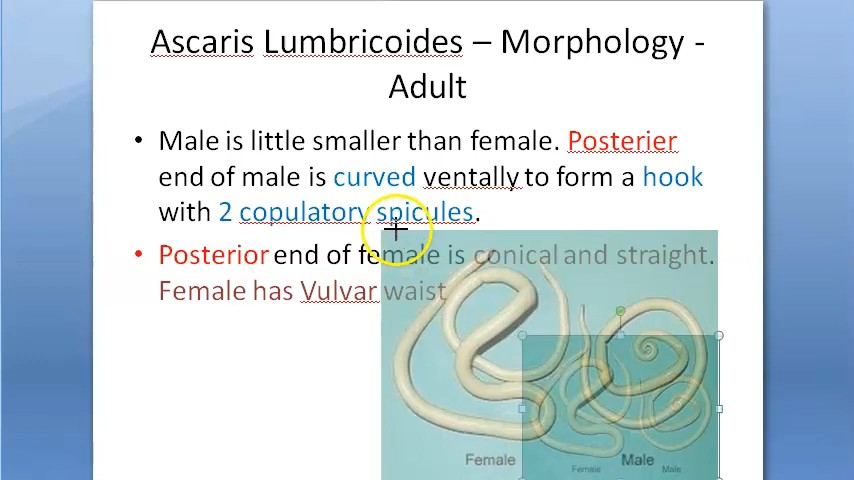 Ascaris Lumbricoides – Morphology -
Adult
• Male is little smaller than female. Posterier
end of male is curved ventally to form a hook
with 2 copulatory spicules.
• Posterior end of female is conical and straight.
Female has Vulvar waist
Female
Male
Female
Male